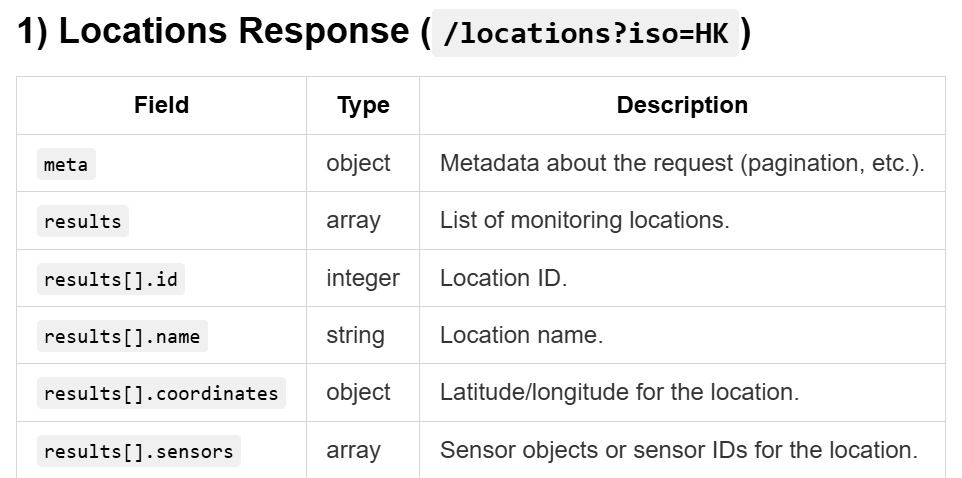 1) Locations Response ( /locations?iso=HK )
Field Type Description
meta object Metadata about the request (pagination, etc.).
results array List of monitoring locations.
results[].id integer Location ID.
results[].name string Location name.
results[].coordinates object Latitude/longitude for the location.
results[].sensors array Sensor objects or sensor IDs for the location.